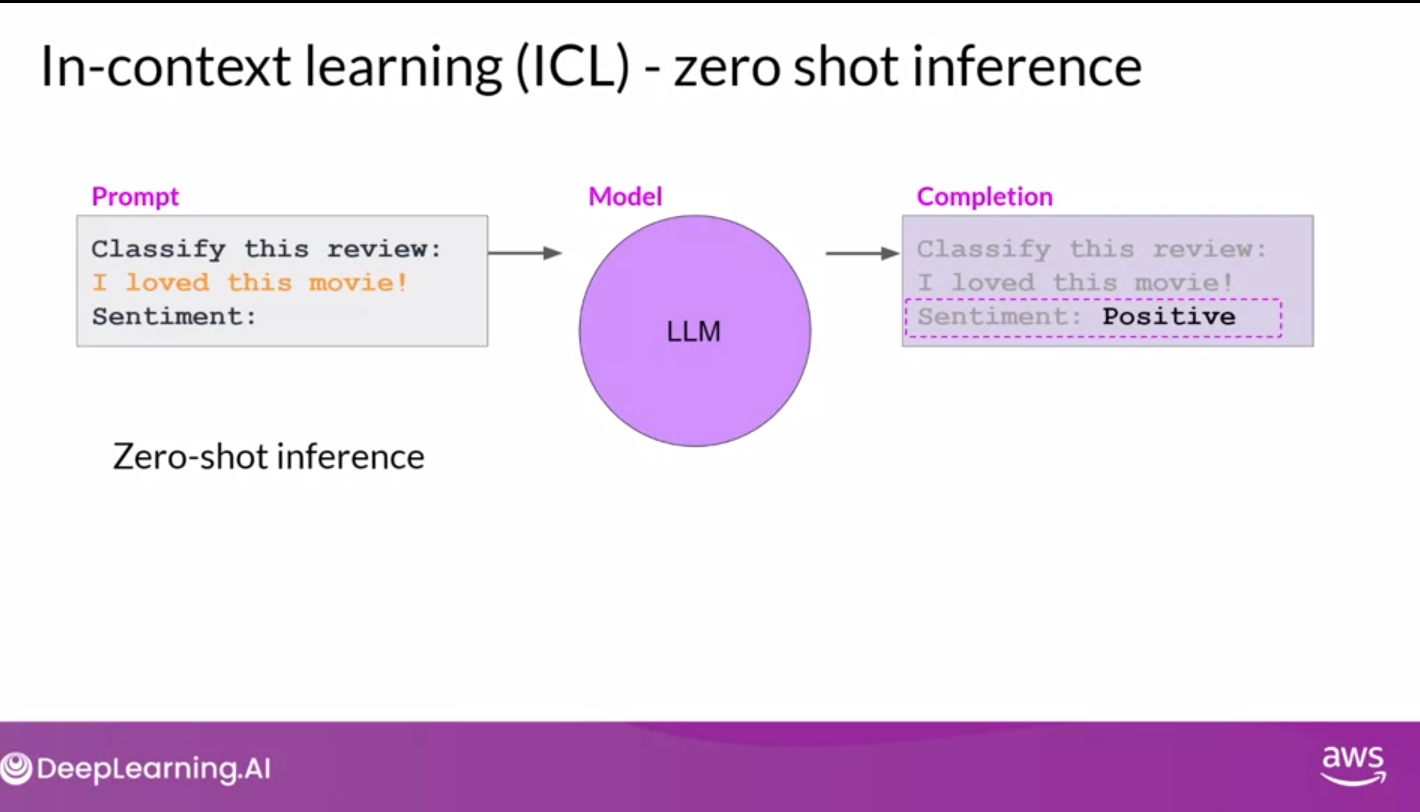 In-context learning (ICL) - zero shot inference
Prompt
Classify this review:
I loved this movie!
Sentiment:
Model
LLM
Completion
Classify this review:
I loved this movie!
Sentiment: Positive
Zero-shot inference
DeepLearning.AI
aws